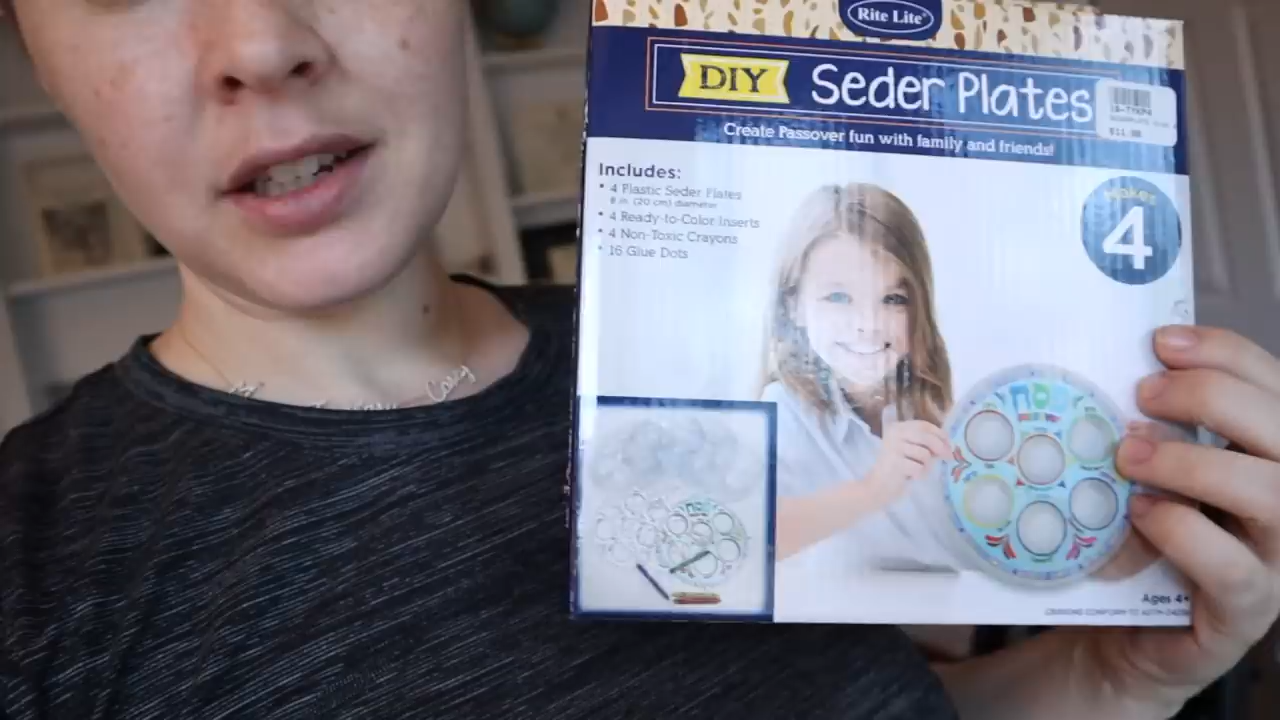 Rite Lite®
DIY Seder Plates
Create Passover fun with family and friends!
Includes:
• 4 Plastic Seder Plates
8 in. (20 cm) diameter
• 4 Ready-to-Color Inserts
• 4 Non-Toxic Crayons
• 16 Glue Dots
Makes
4
פסח
Casey
Ages 4+